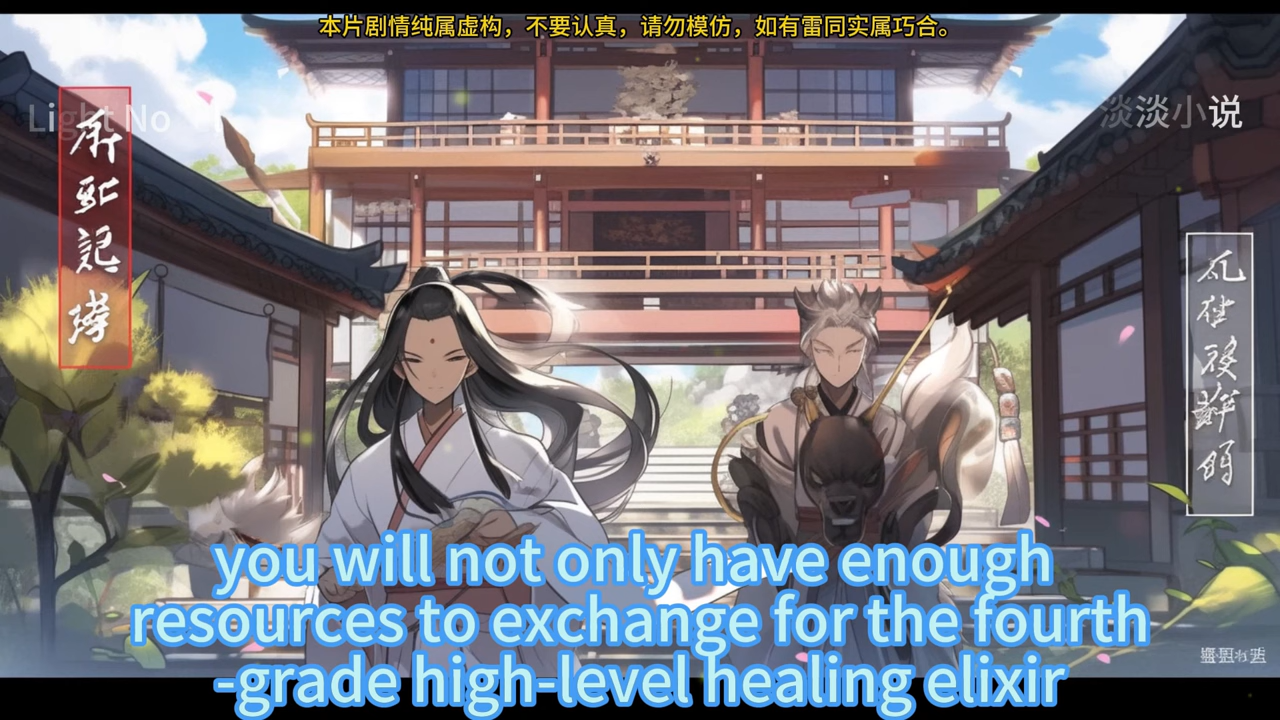 本片剧情纯属虚构，不要认真，请勿模仿，如有雷同实属巧合。
Light No
淡淡小说
you will not only have enough
resources to exchange for the fourth
-grade high-level healing elixir